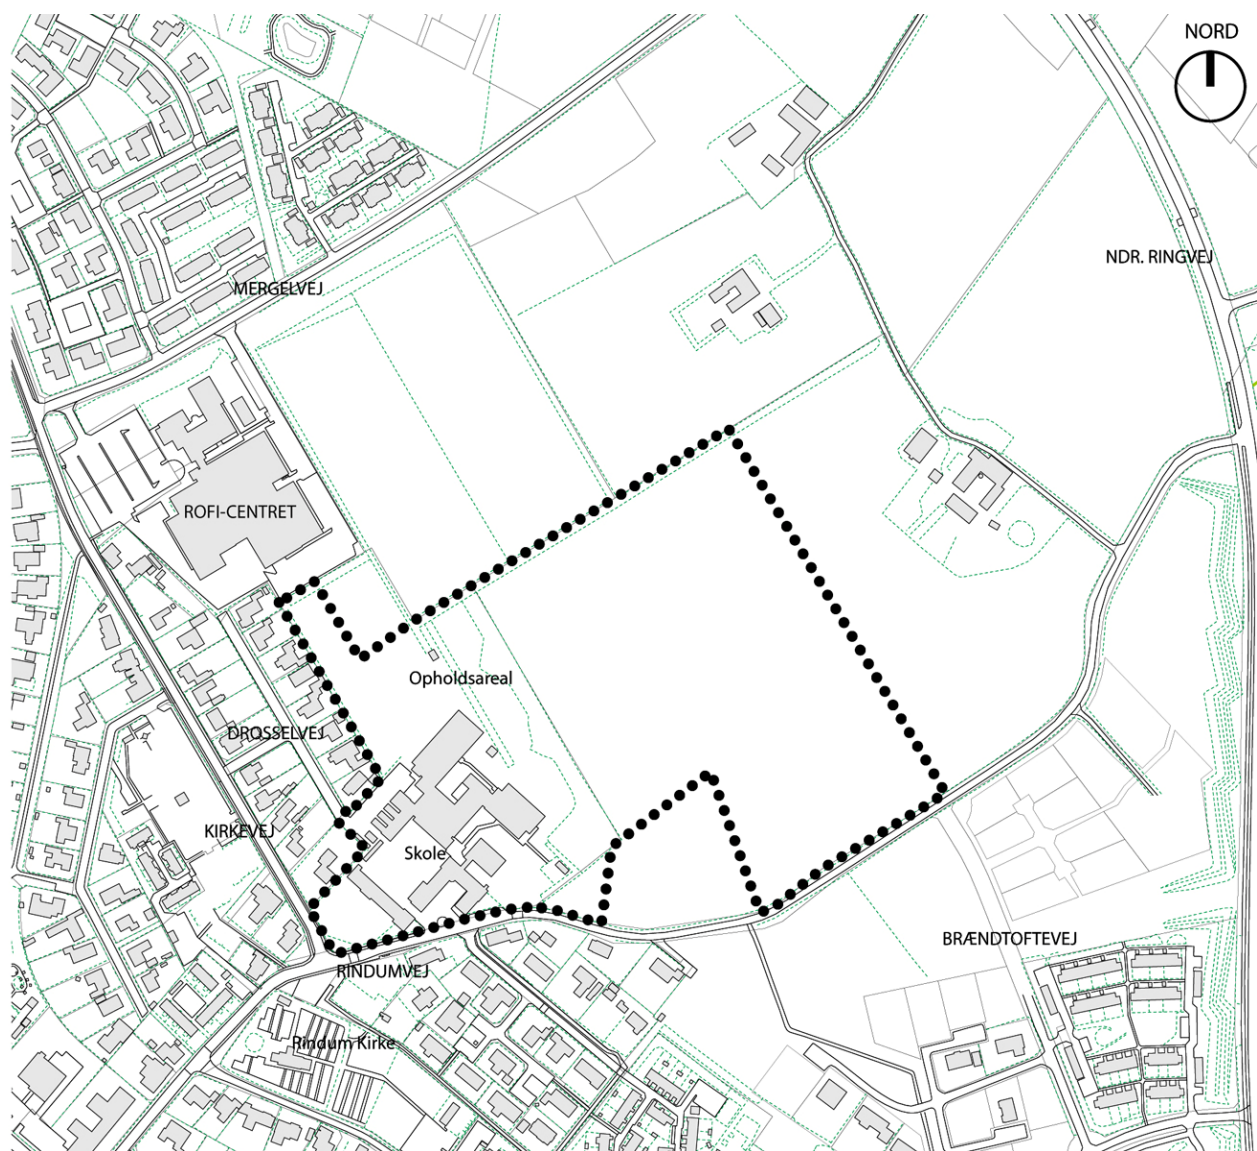 NORD
NDR. RINGVEJ
MERGELVEJ
ROFI-CENTRET
Opholdsareal
DROSSELVEJ
KIRKEVEJ
Skole
BRÆNDTOFTEVEJ
RINDUMVEJ
Rindum Kirke